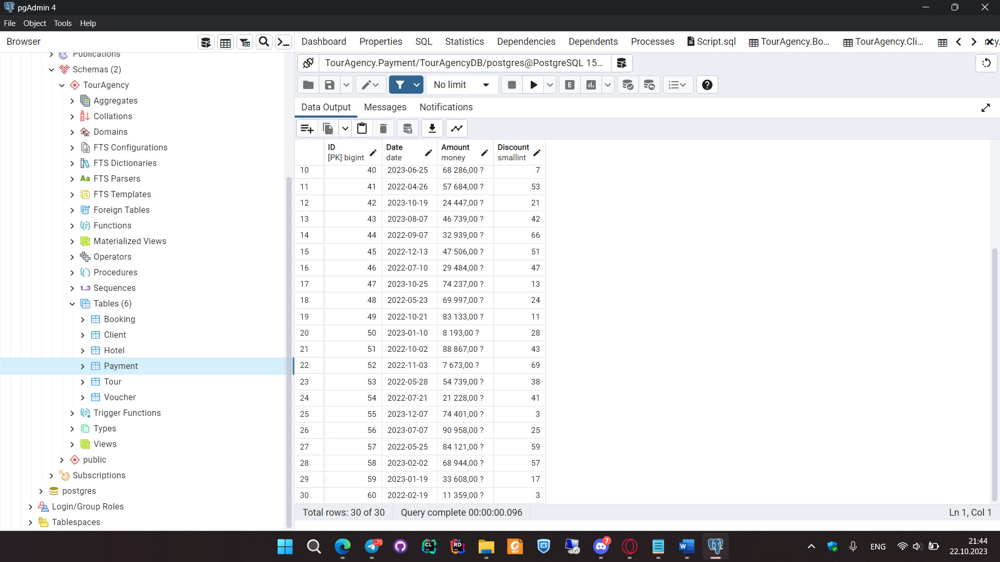 pgAdmin 4
File Object Tools Help
Browser
Dashboard Properties SQL Statistics Dependencies Dependents Processes Script.sql TourAgency.Bo... TourAgency.Cli...
TourAgency.Payment/TourAgencyDB/postgres@PostgreSQL 15...
No limit
E
Data Output Messages Notifications
Publications
Schemas (2)
TourAgency
Aggregates
Collations
Domains
FTS Configurations
FTS Dictionaries
Aa FTS Parsers
FTS Templates
Foreign Tables
Functions
Materialized Views
Operators
Procedures
1..3 Sequences
Tables (6)
Booking
Client
Hotel
Payment
Tour
Voucher
Trigger Functions
Types
Views
public
Subscriptions
postgres
Login/Group Roles
Tablespaces
ID Date Amount Discount
[PK] bigint date money smallint
10 40 2023-06-25 68 286,00 ? 7
11 41 2022-04-26 57 684,00 ? 53
12 42 2023-10-19 24 447,00 ? 21
13 43 2023-08-07 46 739,00 ? 42
14 44 2022-09-07 32 939,00 ? 66
15 45 2022-12-13 47 506,00 ? 51
16 46 2022-07-10 29 484,00 ? 47
17 47 2023-10-25 74 237,00 ? 13
18 48 2022-05-23 69 997,00 ? 24
19 49 2022-10-21 83 133,00 ? 11
20 50 2023-01-10 8 193,00 ? 28
21 51 2022-10-02 88 867,00 ? 43
22 52 2022-11-03 7 673,00 ? 69
23 53 2022-05-28 54 739,00 ? 38
24 54 2022-07-21 21 228,00 ? 41
25 55 2023-12-07 74 401,00 ? 3
26 56 2023-07-07 90 958,00 ? 25
27 57 2022-05-25 84 121,00 ? 59
28 58 2023-02-02 68 944,00 ? 57
29 59 2023-01-19 33 608,00 ? 17
30 60 2022-02-19 11 359,00 ? 3
Total rows: 30 of 30 Query complete 00:00:00.096 Ln 1, Col 1
..75 CL RD PDF 7 W ENG 21:44
22.10.2023